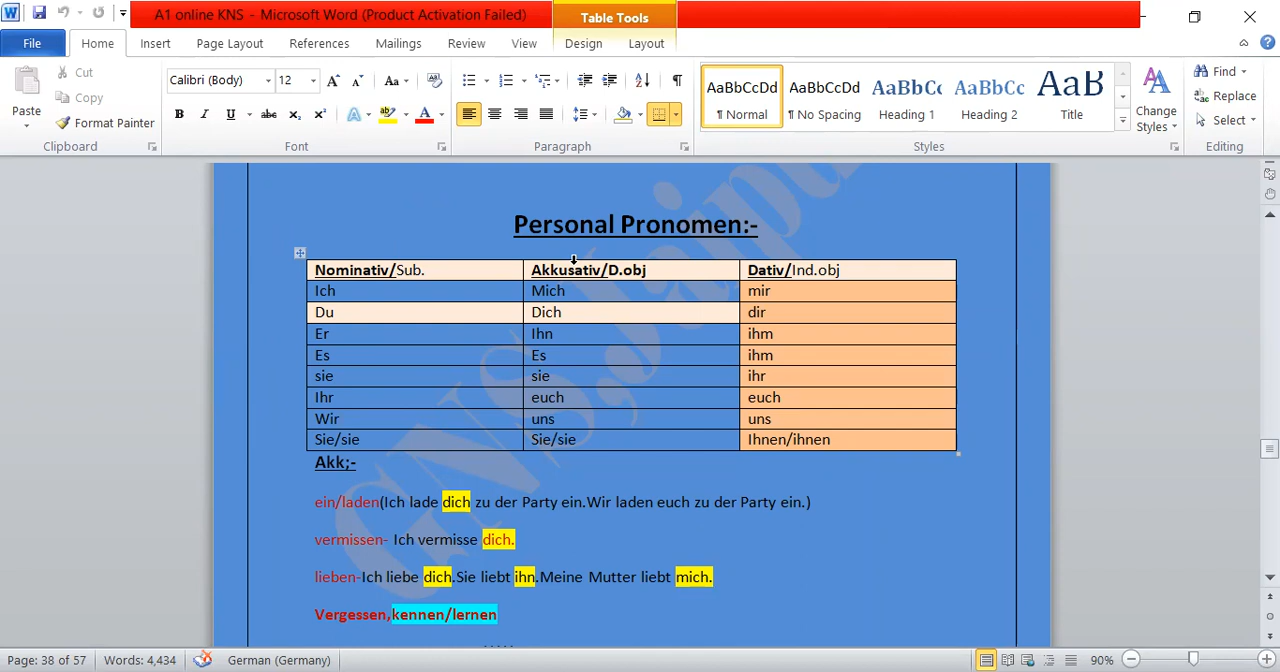 A1 online KNS - Microsoft Word (Product Activation Failed)
Table Tools
File Home Insert Page Layout References Mailings Review View Design Layout
Paste
Cut
Copy
Format Painter
Clipboard
Calibri (Body) 12
Font
Paragraph
AaBbCcDd AaBbCcDd AaBbCc AaBbCc AaB
¶ Normal ¶ No Spacing Heading 1 Heading 2 Title
Change Styles
Styles
Find
Replace
Select
Editing
GNS,Jaipu
Personal Pronomen:-
Nominativ/Sub. Akkusativ/D.obj Dativ/Ind.obj
Ich Mich mir
Du Dich dir
Er Ihn ihm
Es Es ihm
sie sie ihr
Ihr euch euch
Wir uns uns
Sie/sie Sie/sie Ihnen/ihnen
Akk;-
ein/laden(Ich lade dich zu der Party ein.Wir laden euch zu der Party ein.)
vermissen- Ich vermisse dich.
lieben-Ich liebe dich.Sie liebt ihn.Meine Mutter liebt mich.
Vergessen,kennen/lernen
Page: 38 of 57 Words: 4,434 German (Germany) 90%